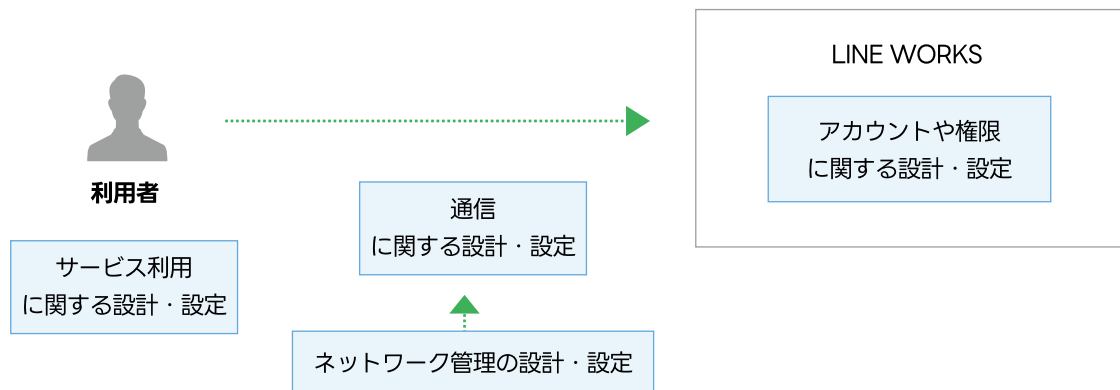 LINE WORKS
アカウントや権限
に関する設計・設定
利用者
通信
に関する設計・設定
サービス利用
に関する設計・設定
ネットワーク管理の設計・設定